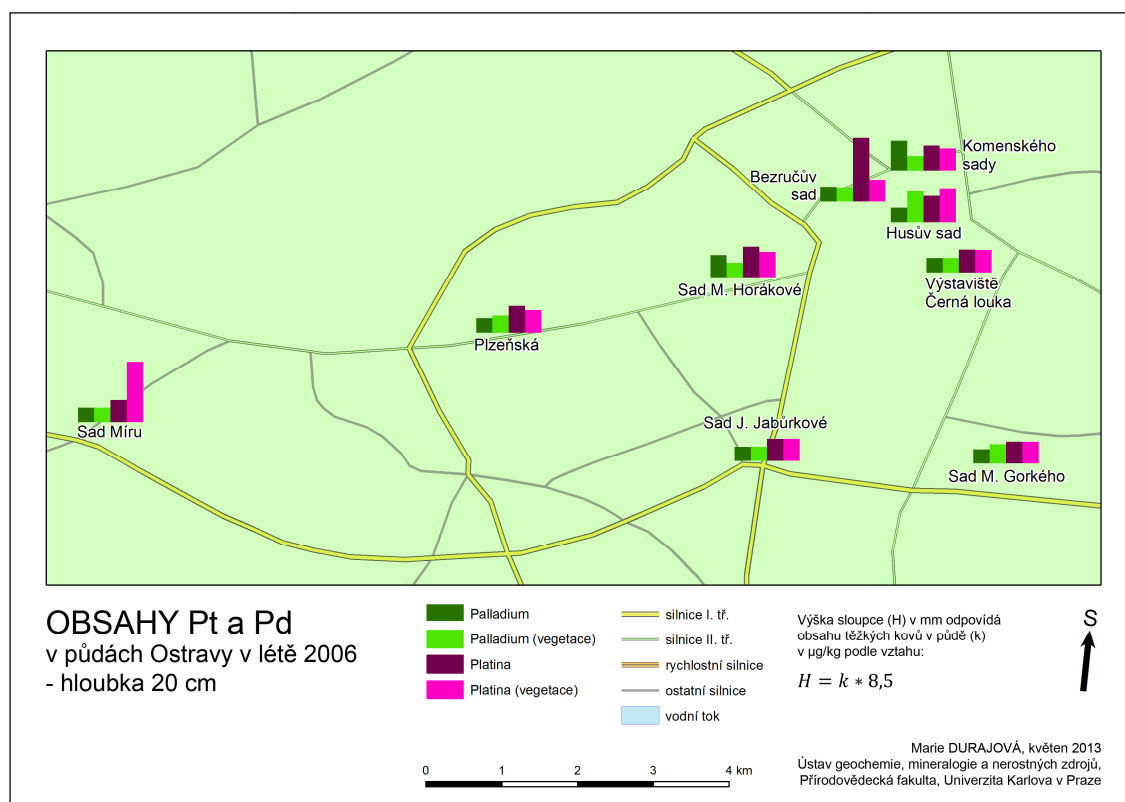 Komenského
sady
Bezručův
sad
Husův sad
Sad M. Horákové
Výstaviště
Černá louka
Plzeňská
Sad Míru
Sad J. Jabůrkové
Sad M. Gorkého
OBSAHY Pt a Pd
v půdách Ostravy v létě 2006
- hloubka 20 cm
Palladium
Palladium (vegetace)
Platina
Platina (vegetace)
silnice I. tř.
silnice II. tř.
rychlostní silnice
ostatní silnice
vodní tok
Výška sloupce (H) v mm odpovídá
obsahu těžkých kovů v půdě (k)
v µg/kg podle vztahu:
H = k * 8,5
S
0 1 2 3 4 km
Marie DURAJOVÁ, květen 2013
Ústav geochemie, mineralogie a nerostných zdrojů,
Přírodovědecká fakulta, Univerzita Karlova v Praze